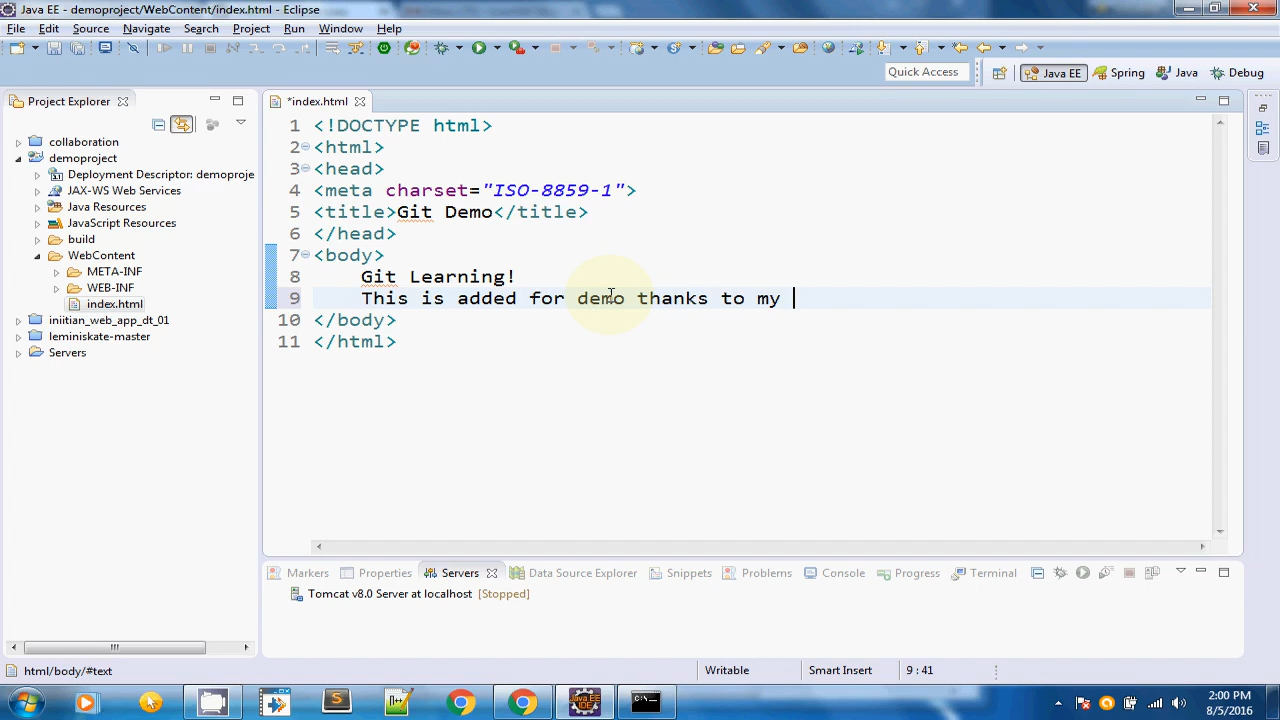 Java EE - demoproject/WebContent/index.html - Eclipse
File Edit Source Navigate Search Project Run Window Help
Quick Access
Java EE
Spring
Java
Debug
Project Explorer
*index.html
collaboration
demoproject
Deployment Descriptor: demoproje
JAX-WS Web Services
Java Resources
JavaScript Resources
build
WebContent
META-INF
WEB-INF
index.html
initian_web_app_dt_01
leminiskate-master
Servers
1 <!DOCTYPE html>
2 <html>
3 <head>
4 <meta charset="ISO-8859-1">
5 <title>Git Demo</title>
6 </head>
7 <body>
8 Git Learning!
9 This is added for demo thanks to my
10 </body>
11 </html>
Markers Properties Servers Data Source Explorer Snippets Problems Console Progress Terminal
Tomcat v8.0 Server at localhost [Stopped]
html/body/#text
Writable
Smart Insert
9 : 41
Java EE
IDE
C:\.
2:00 PM
8/5/2016